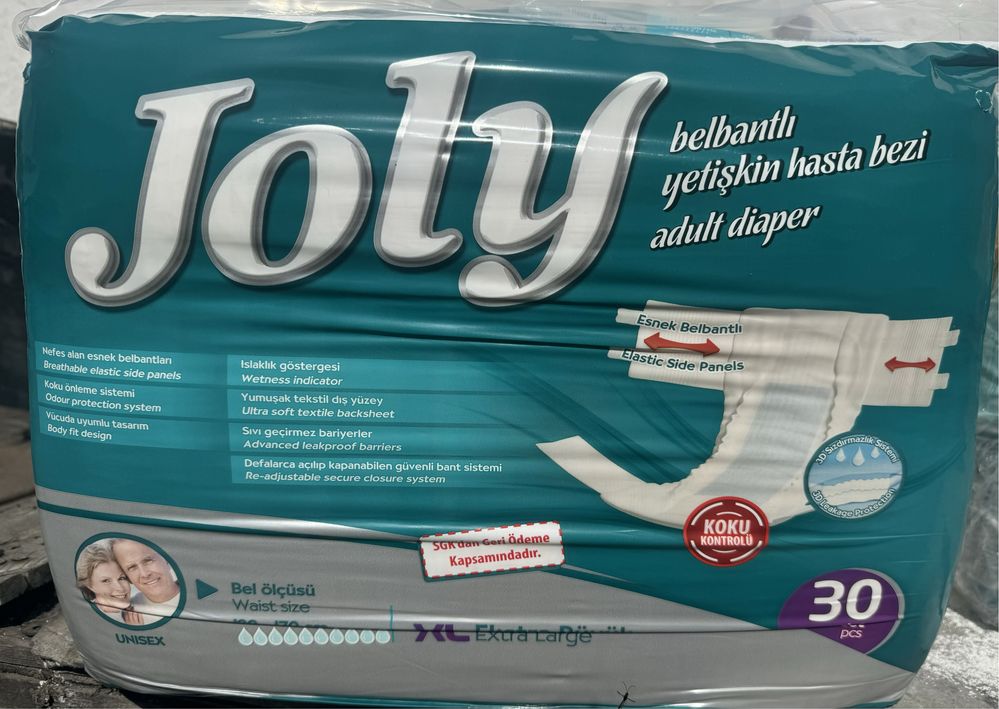 Joly
belbantlı
yetişkin hasta bezi
adult diaper
Esnek Belbantlı
Elastic Side Panels
Nefes alan esnek belbantları
Breathable elastic side panels
Koku önleme sistemi
Odour protection system
Vücuda uyumlu tasarım
Body fit design
Islaklık göstergesi
Wetness indicator
Yumuşak tekstil dış yüzey
Ultra soft textile backsheet
Sıvı geçirmez bariyerler
Advanced leakproof barriers
Defalarca açılıp kapanabilen güvenli bant sistemi
Re-adjustable secure closure system
3D Sızdırmazlık Sistemi
3D Leakage Protection
KOKU
KONTROLÜ
SGK'dan Geri Ödeme
Kapsamındadır.
UNISEX
Bel ölçüsü
Waist size
XL Extra Large
30
pcs